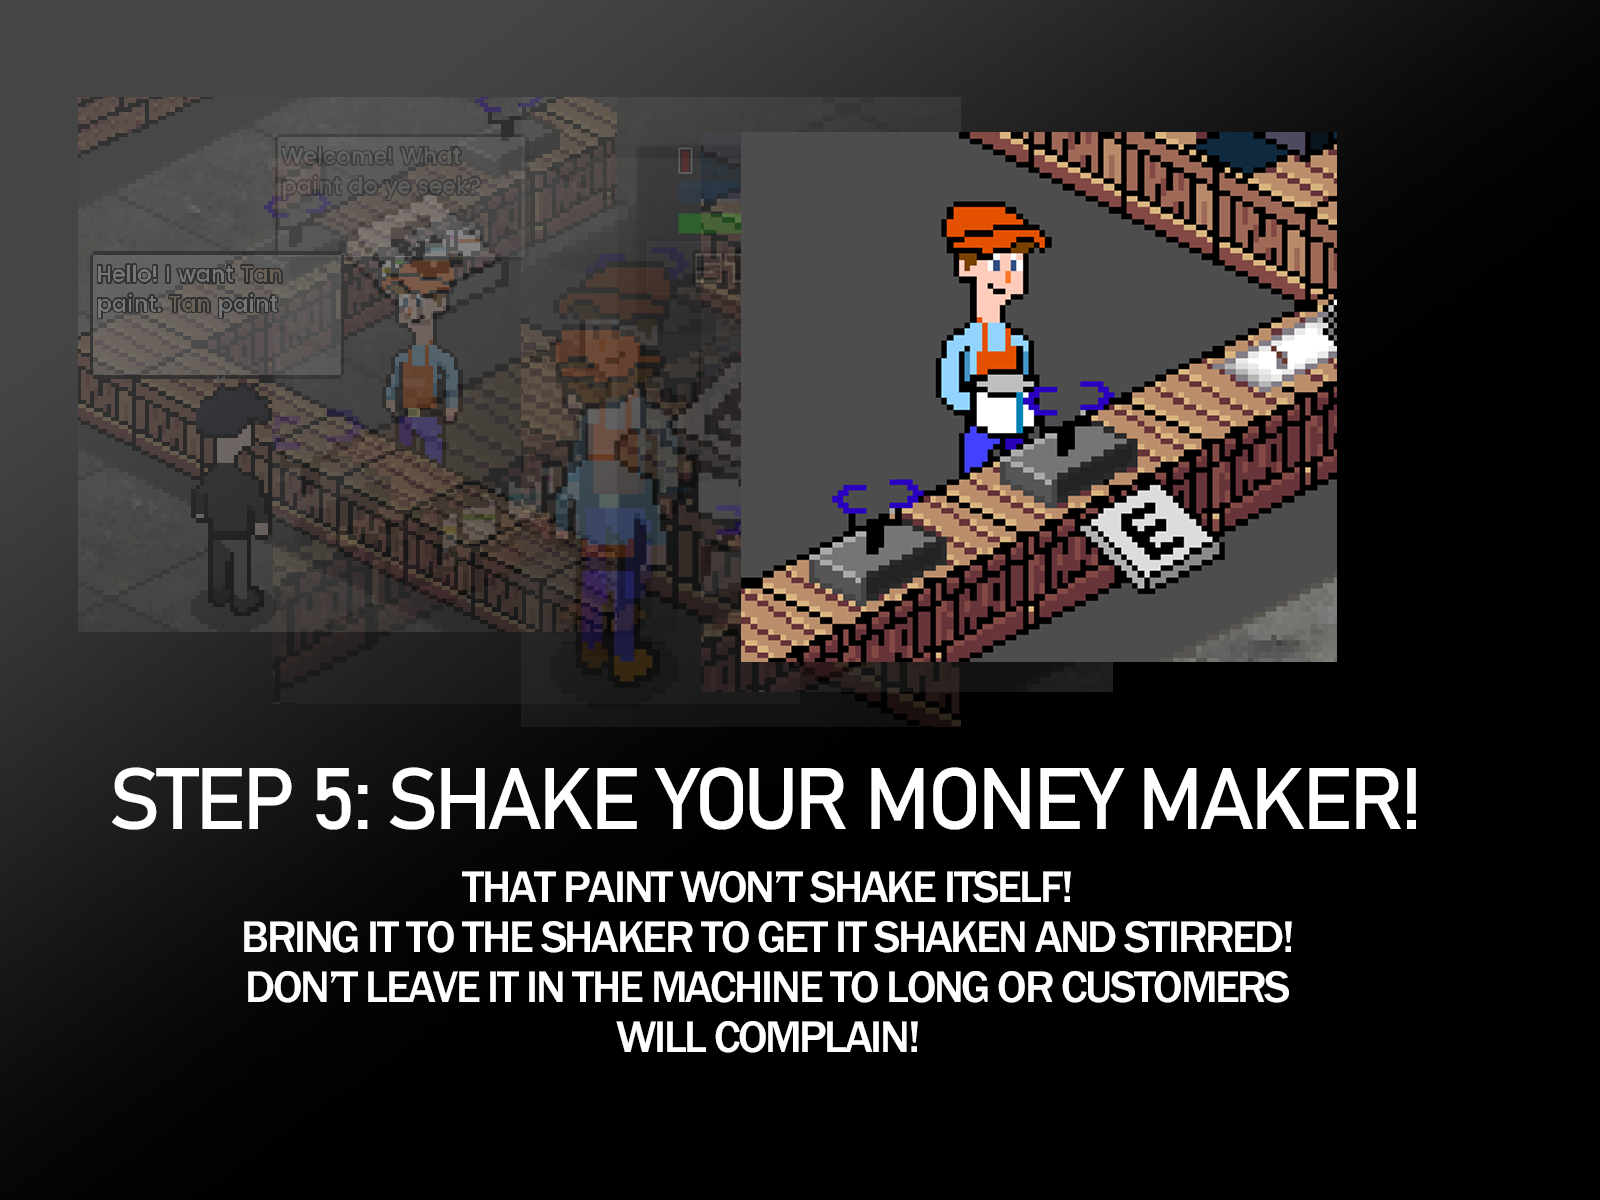 Welcome! What
paint do ye seek?
Hello! I want Tan
paint. Tan paint
E
STEP 5: SHAKE YOUR MONEY MAKER!
THAT PAINT WON'T SHAKE ITSELF!
BRING IT TO THE SHAKER TO GET IT SHAKEN AND STIRRED!
DON'T LEAVE IT IN THE MACHINE TO LONG OR CUSTOMERS
WILL COMPLAIN!